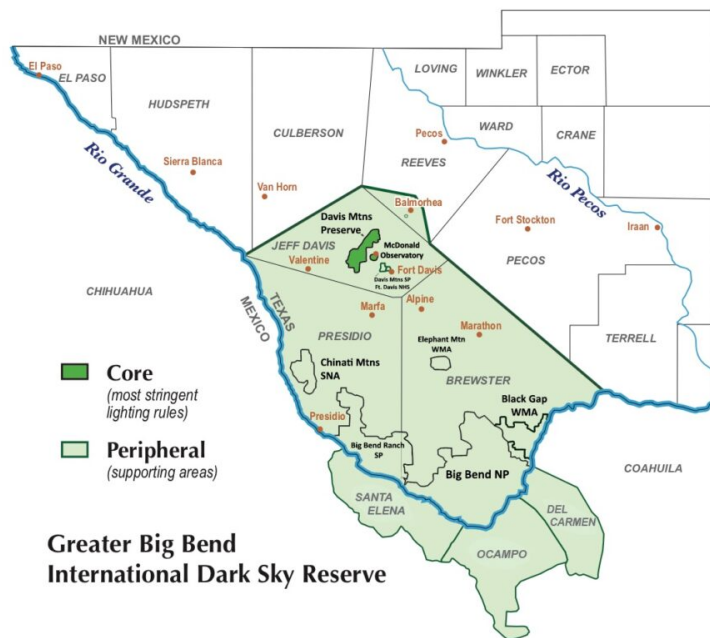 NEW MEXICO
El Paso
EL PASO
HUDSPETH
CULBERSON
LOVING
WINKLER
ECTOR
WARD
CRANE
Pecos
REEVES
Rio Grande
Sierra Blanca
Van Horn
Rio Pecos
Balmorhea
Davis Mtns
Preserve
JEFF DAVIS
McDonald
Observatory
Fort Stockton
Iraan
PECOS
Valentine
Fort Davis
Davis Mtns SP
Ft. Davis NHS
CHIHUAHUA
MEXICO
TEXAS
Marfa
Alpine
PRESIDIO
Marathon
TERRELL
Elephant Mtn
WMA
Chinati Mtns
SNA
BREWSTER
Black Gap
WMA
Core
(most stringent
lighting rules)
Presidio
Big Bend Ranch
SP
Big Bend NP
Peripheral
(supporting areas)
COAHUILA
SANTA
ELENA
DEL
CARMEN
OCAMPO
Greater Big Bend
International Dark Sky Reserve